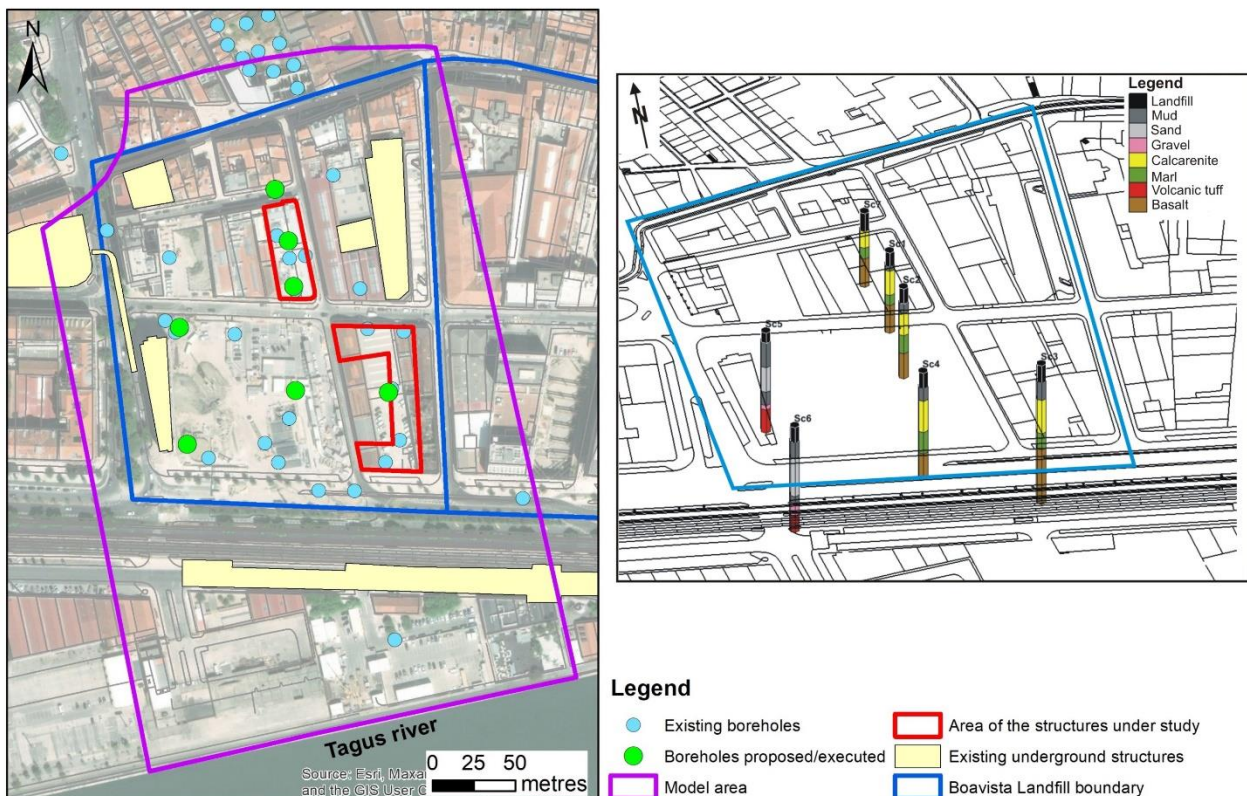 N
Tagus river
Source: Esri, Maxar
and the GIS User C
0 25 50
metres
N
Legend
Landfill
Mud
Sand
Gravel
Calcarenite
Marl
Volcanic tuff
Basalt
Sc7
Sc1
Sc2
Sc5
Sc4
Sc3
Sc6
Legend
Existing boreholes
Boreholes proposed/executed
Model area
Area of the structures under study
Existing underground structures
Boavista Landfill boundary